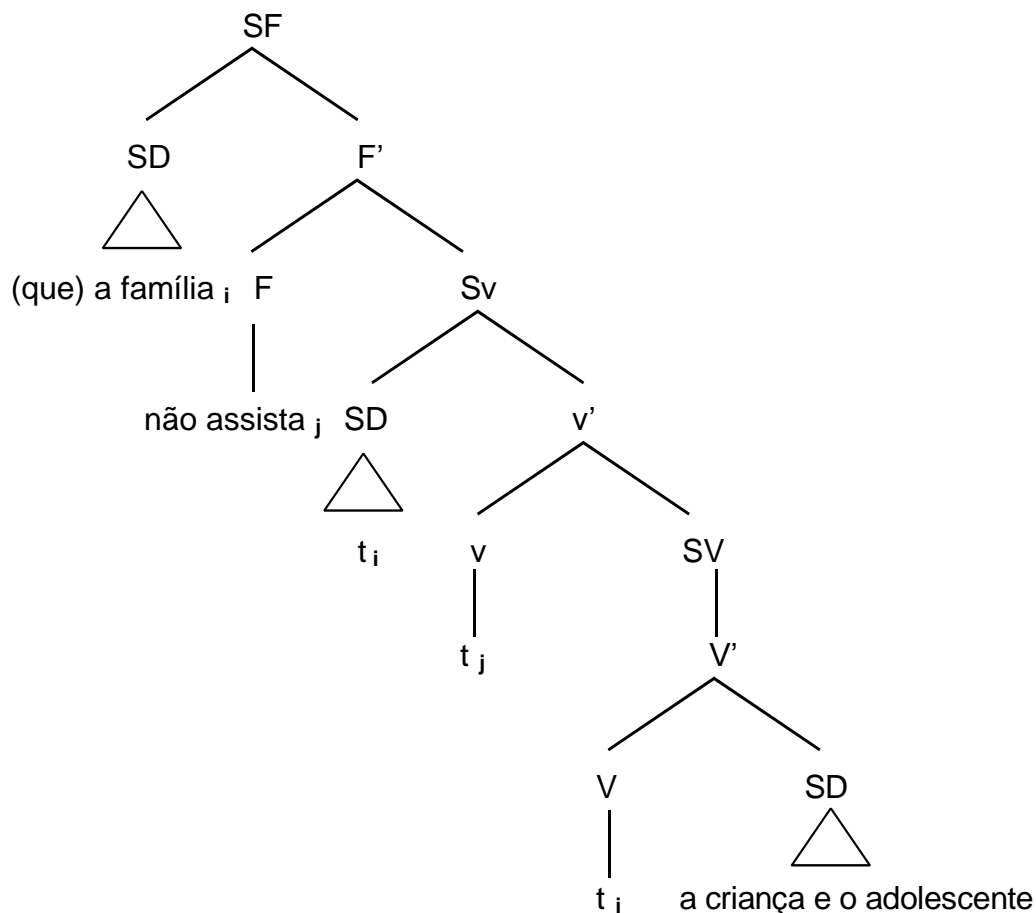 SF
SD F’
(que) a família i F Sv
não assista j SD v’
t i v SV
t j V’
V SD
t j a criança e o adolescente